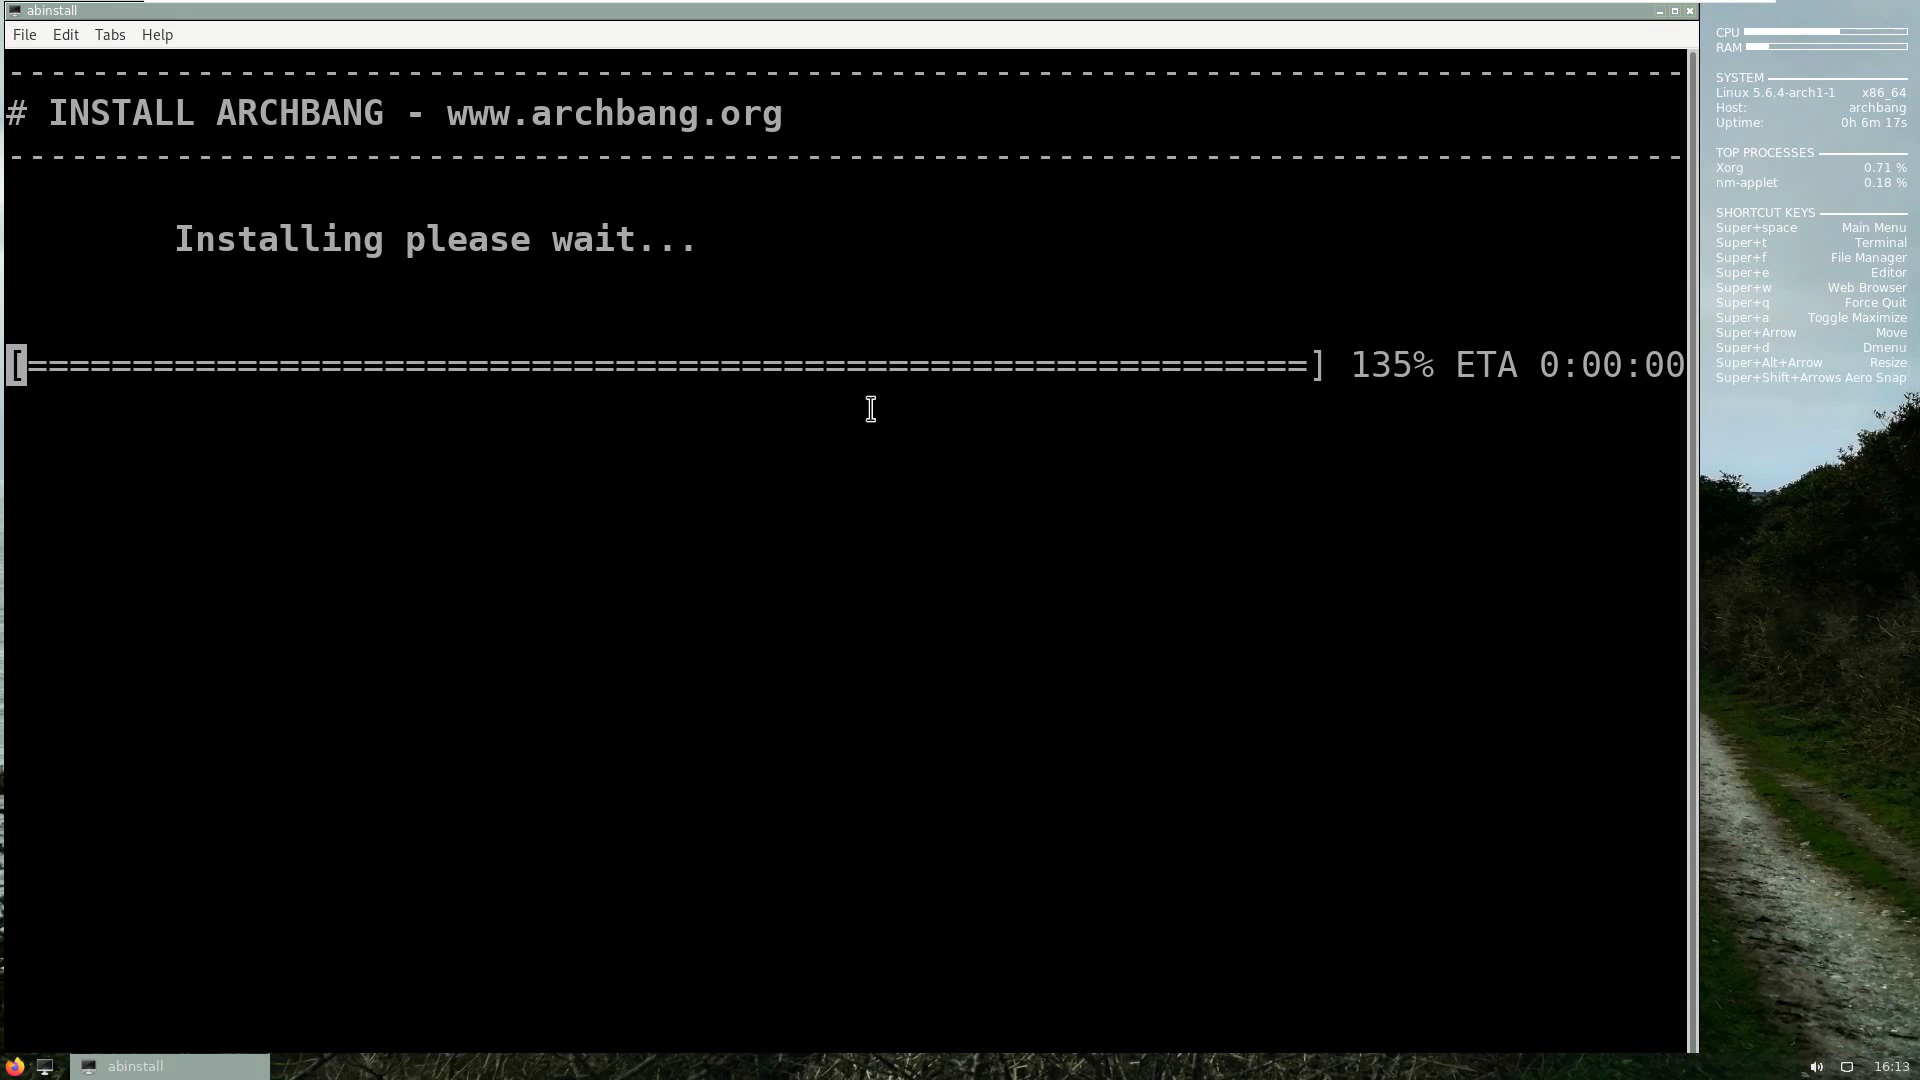 abinstall
File Edit Tabs Help
--------------------------------------------------------------------------------
# INSTALL ARCHBANG - www.archbang.org
--------------------------------------------------------------------------------
Installing please wait...
[=============================================================] 135% ETA 0:00:00
CPU
RAM
SYSTEM
Linux 5.6.4-arch1-1 x86_64
Host: archbang
Uptime: 0h 6m 17s
TOP PROCESSES
Xorg 0.71 %
nm-applet 0.18 %
SHORTCUT KEYS
Super+space Main Menu
Super+t Terminal
Super+f File Manager
Super+e Editor
Super+w Web Browser
Super+q Force Quit
Super+a Toggle Maximize
Super+Arrow Move
Super+d Dmenu
Super+Alt+Arrow Resize
Super+Shift+Arrows Aero Snap
abinstall
16:13